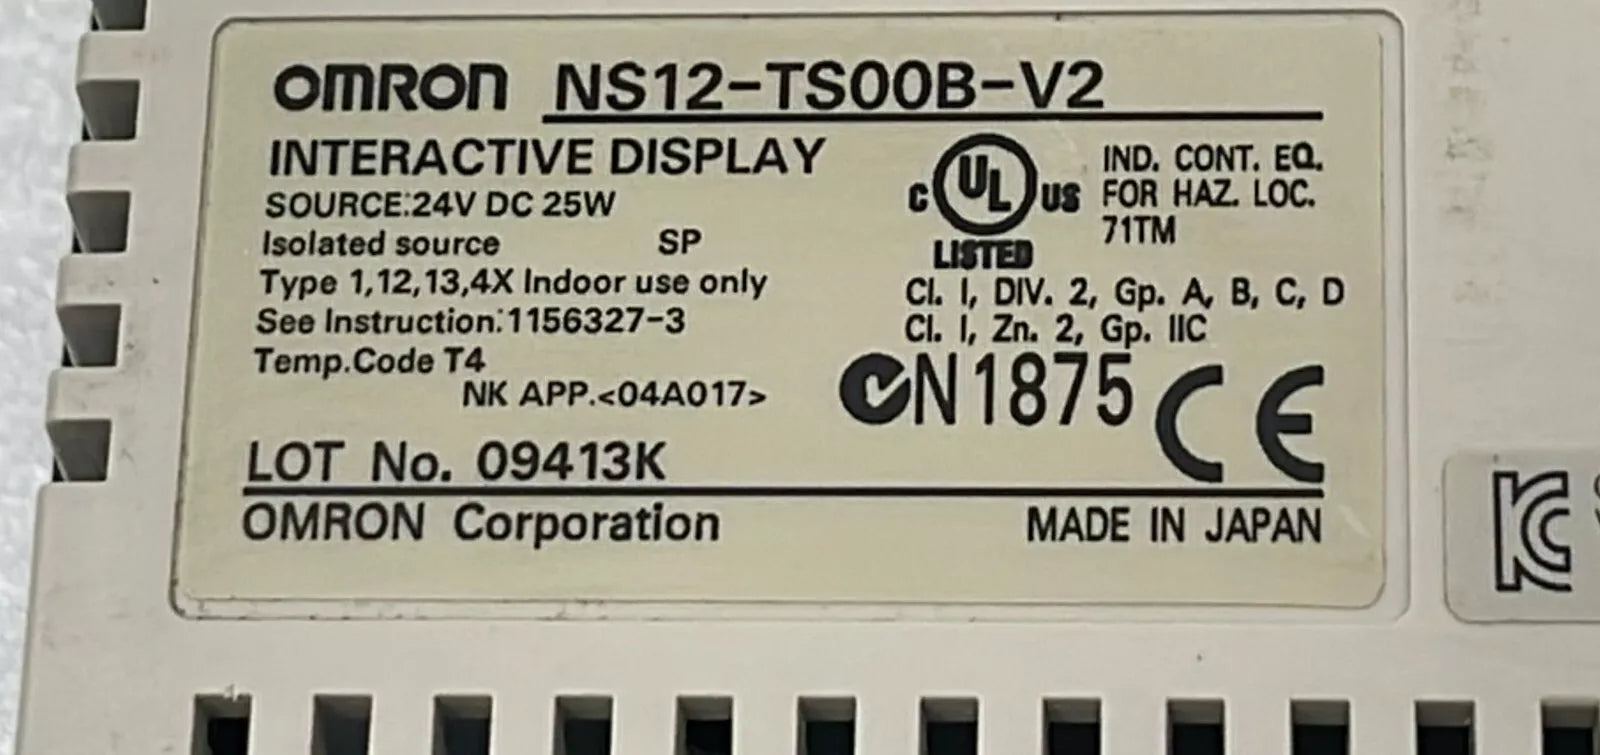 OMRON NS12-TS00B-V2
INTERACTIVE DISPLAY
SOURCE:24V DC 25W
Isolated source SP
Type 1,12,13,4X Indoor use only
See Instruction:1156327-3
Temp.Code T4
NK APP.<04A017>
C UL US
LISTED
IND. CONT. EQ.
FOR HAZ. LOC.
71TM
Cl. I, DIV. 2, Gp. A, B, C, D
Cl. I, Zn. 2, Gp. IIC
N1875 CE
LOT No. 09413K
OMRON Corporation
MADE IN JAPAN
KC